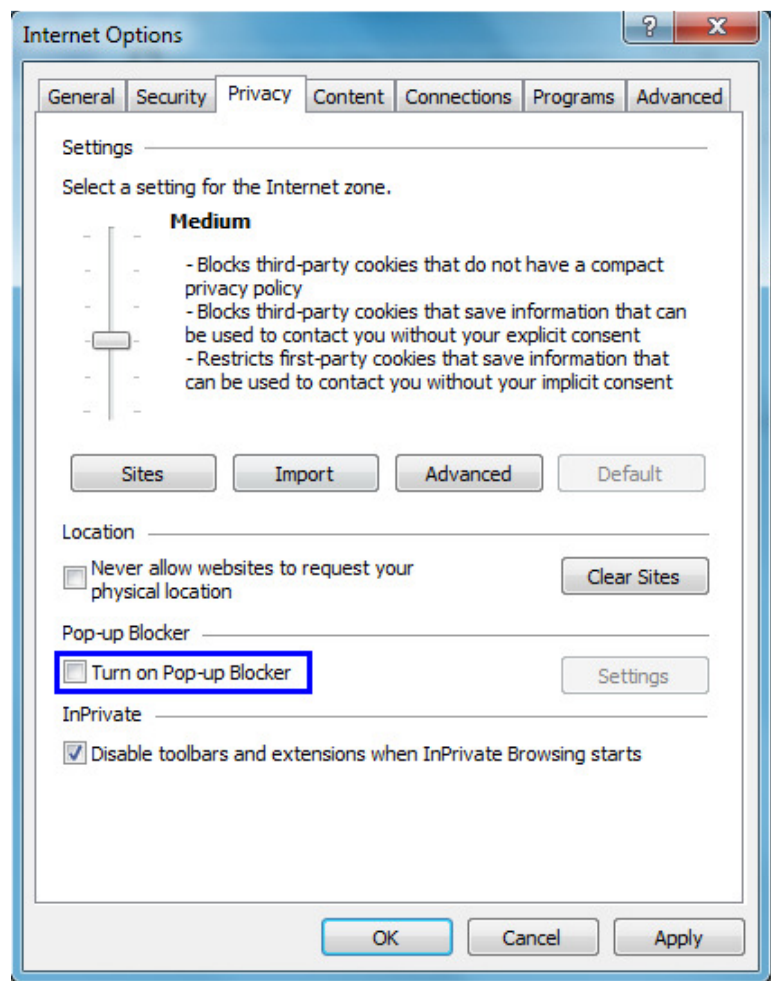 Internet Options
? X
General Security Privacy Content Connections Programs Advanced
Settings
Select a setting for the Internet zone.
Medium
- Blocks third-party cookies that do not have a compact
privacy policy
- Blocks third-party cookies that save information that can
be used to contact you without your explicit consent
- Restricts first-party cookies that save information that
can be used to contact you without your implicit consent
Sites Import Advanced Default
Location
Never allow websites to request your
physical location
Clear Sites
Pop-up Blocker
Turn on Pop-up Blocker
Settings
InPrivate
Disable toolbars and extensions when InPrivate Browsing starts
OK Cancel Apply